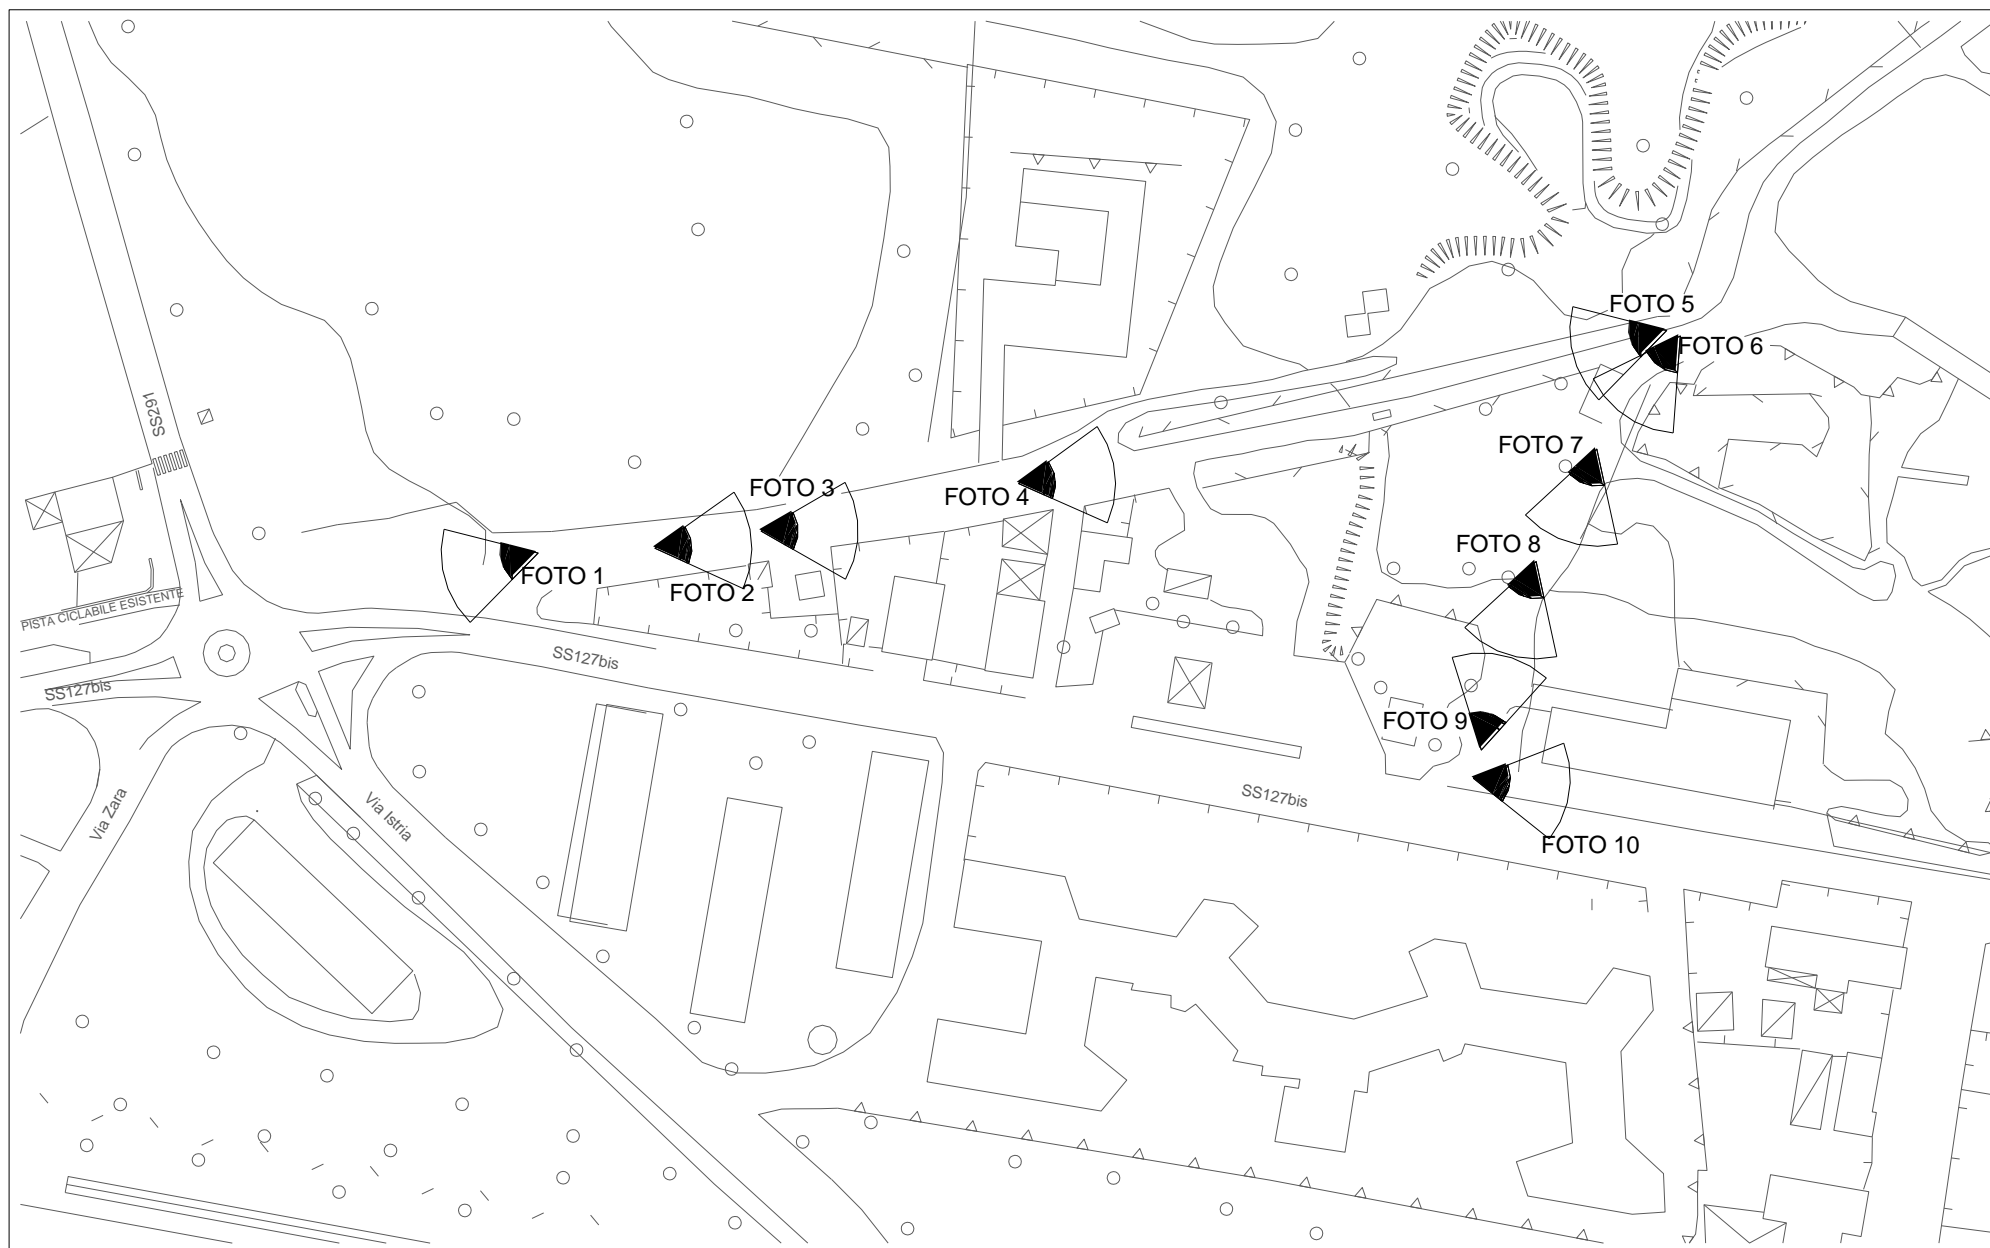 FOTO 5
FOTO 6
SS291
FOTO 7
FOTO 3
FOTO 4
FOTO 8
FOTO 1
FOTO 2
PISTA CICLABILE ESISTENTE
SS127bis
SS127bis
FOTO 9
SS127bis
Via Zara
Via Istria
FOTO 10